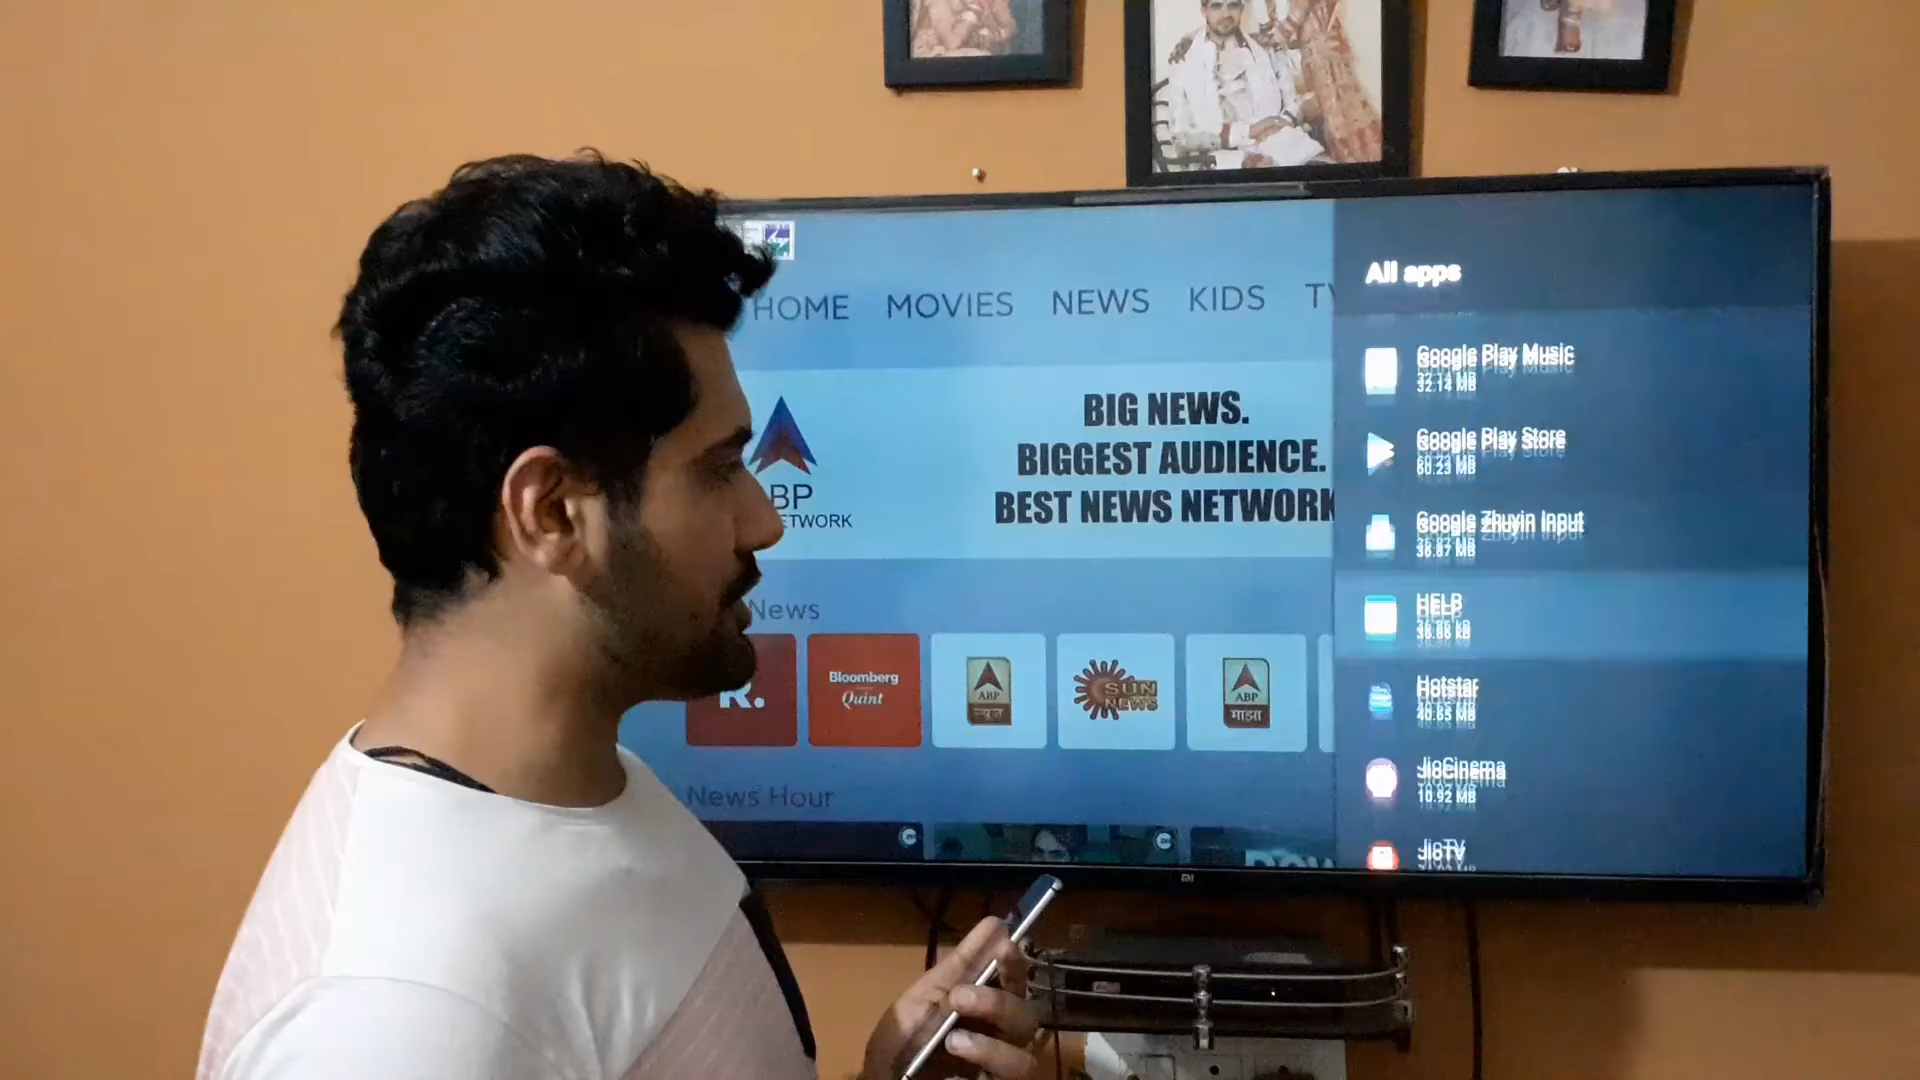 HOME MOVIES NEWS KIDS
BIG NEWS.
BIGGEST AUDIENCE.
BEST NEWS NETWORK
BP
ETWORK
News
R.
Bloomberg
Quint
ABP
न्यूज़
SUN
NEWS
ABP
माझा
News Hour
All apps
Google Play Music
32.14 MB
Google Play Store
60.23 MB
Google Zhuyin Input
36.87 MB
HELP
36.86 kB
Hotstar
40.65 MB
JioCinema
10.92 MB
JioTV
MI